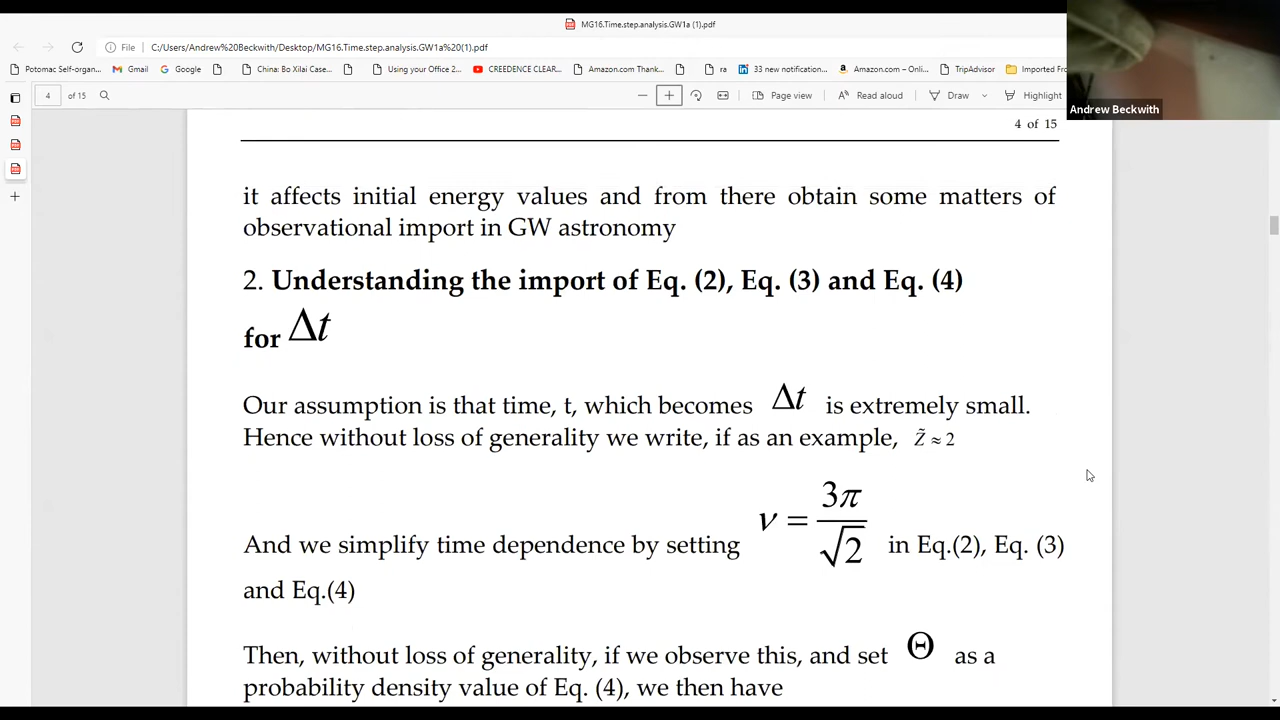 MG16.Time.step.analysis.GW1a (1).pdf
File C:/Users/Andrew%20Beckwith/Desktop/MG16.Time.step.analysis.GW1a%20(1).pdf
Potomac Self-organ... Gmail Google China: Bo Xilai Case... Using your Office 2... CREEDENCE CLEAR... Amazon.com Thank... ra 33 new notification... Amazon.com – Onli... TripAdvisor Imported From
4 of 15 Page view Read aloud Draw Highlight
Andrew Beckwith
4 of 15
it affects initial energy values and from there obtain some matters of
observational import in GW astronomy
2. Understanding the import of Eq. (2), Eq. (3) and Eq. (4)
for Δt
Our assumption is that time, t, which becomes Δt is extremely small.
Hence without loss of generality we write, if as an example, Z̃ ≈ 2
And we simplify time dependence by setting ν = 3π/√2 in Eq.(2), Eq. (3)
and Eq.(4)
Then, without loss of generality, if we observe this, and set Θ as a
probability density value of Eq. (4), we then have